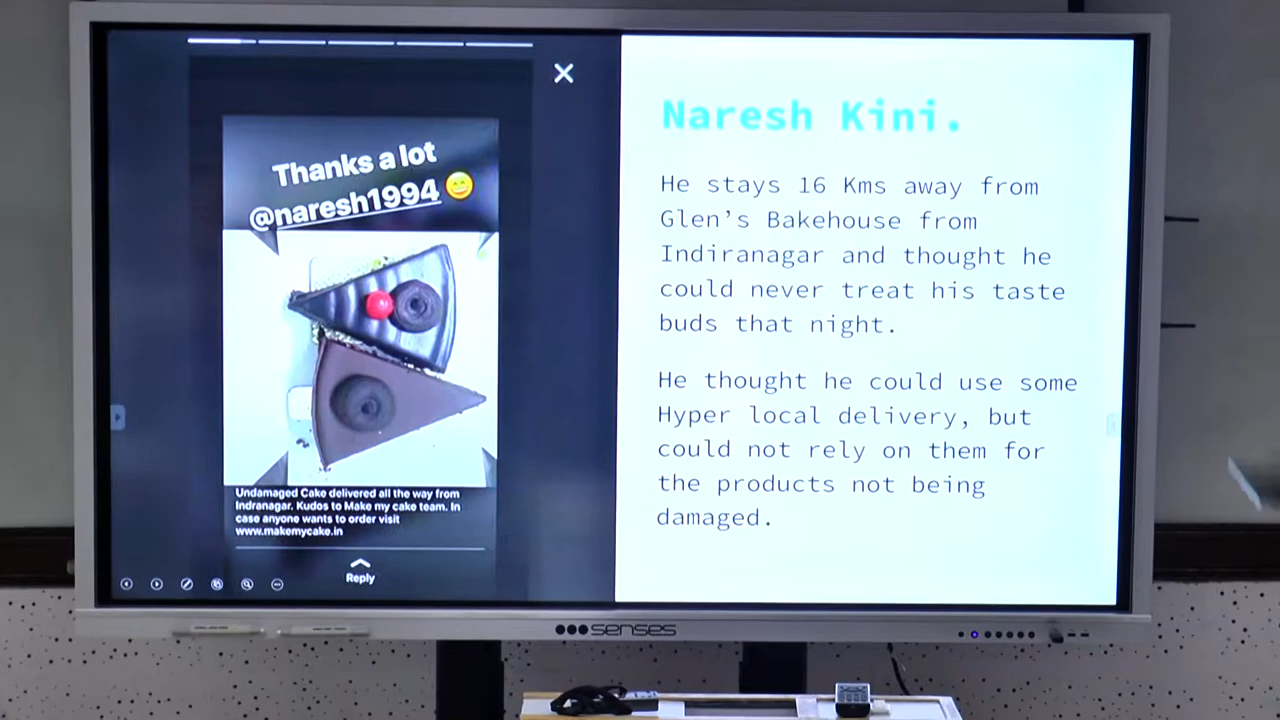 Thanks a lot
@naresh1994
Undamaged Cake delivered all the way from
Indranagar. Kudos to Make my cake team. In
case anyone wants to order visit
www.makemycake.in
Reply
Naresh Kini.
He stays 16 Kms away from
Glen's Bakehouse from
Indiranagar and thought he
could never treat his taste
buds that night.
He thought he could use some
Hyper local delivery, but
could not rely on them for
the products not being
damaged.
senses